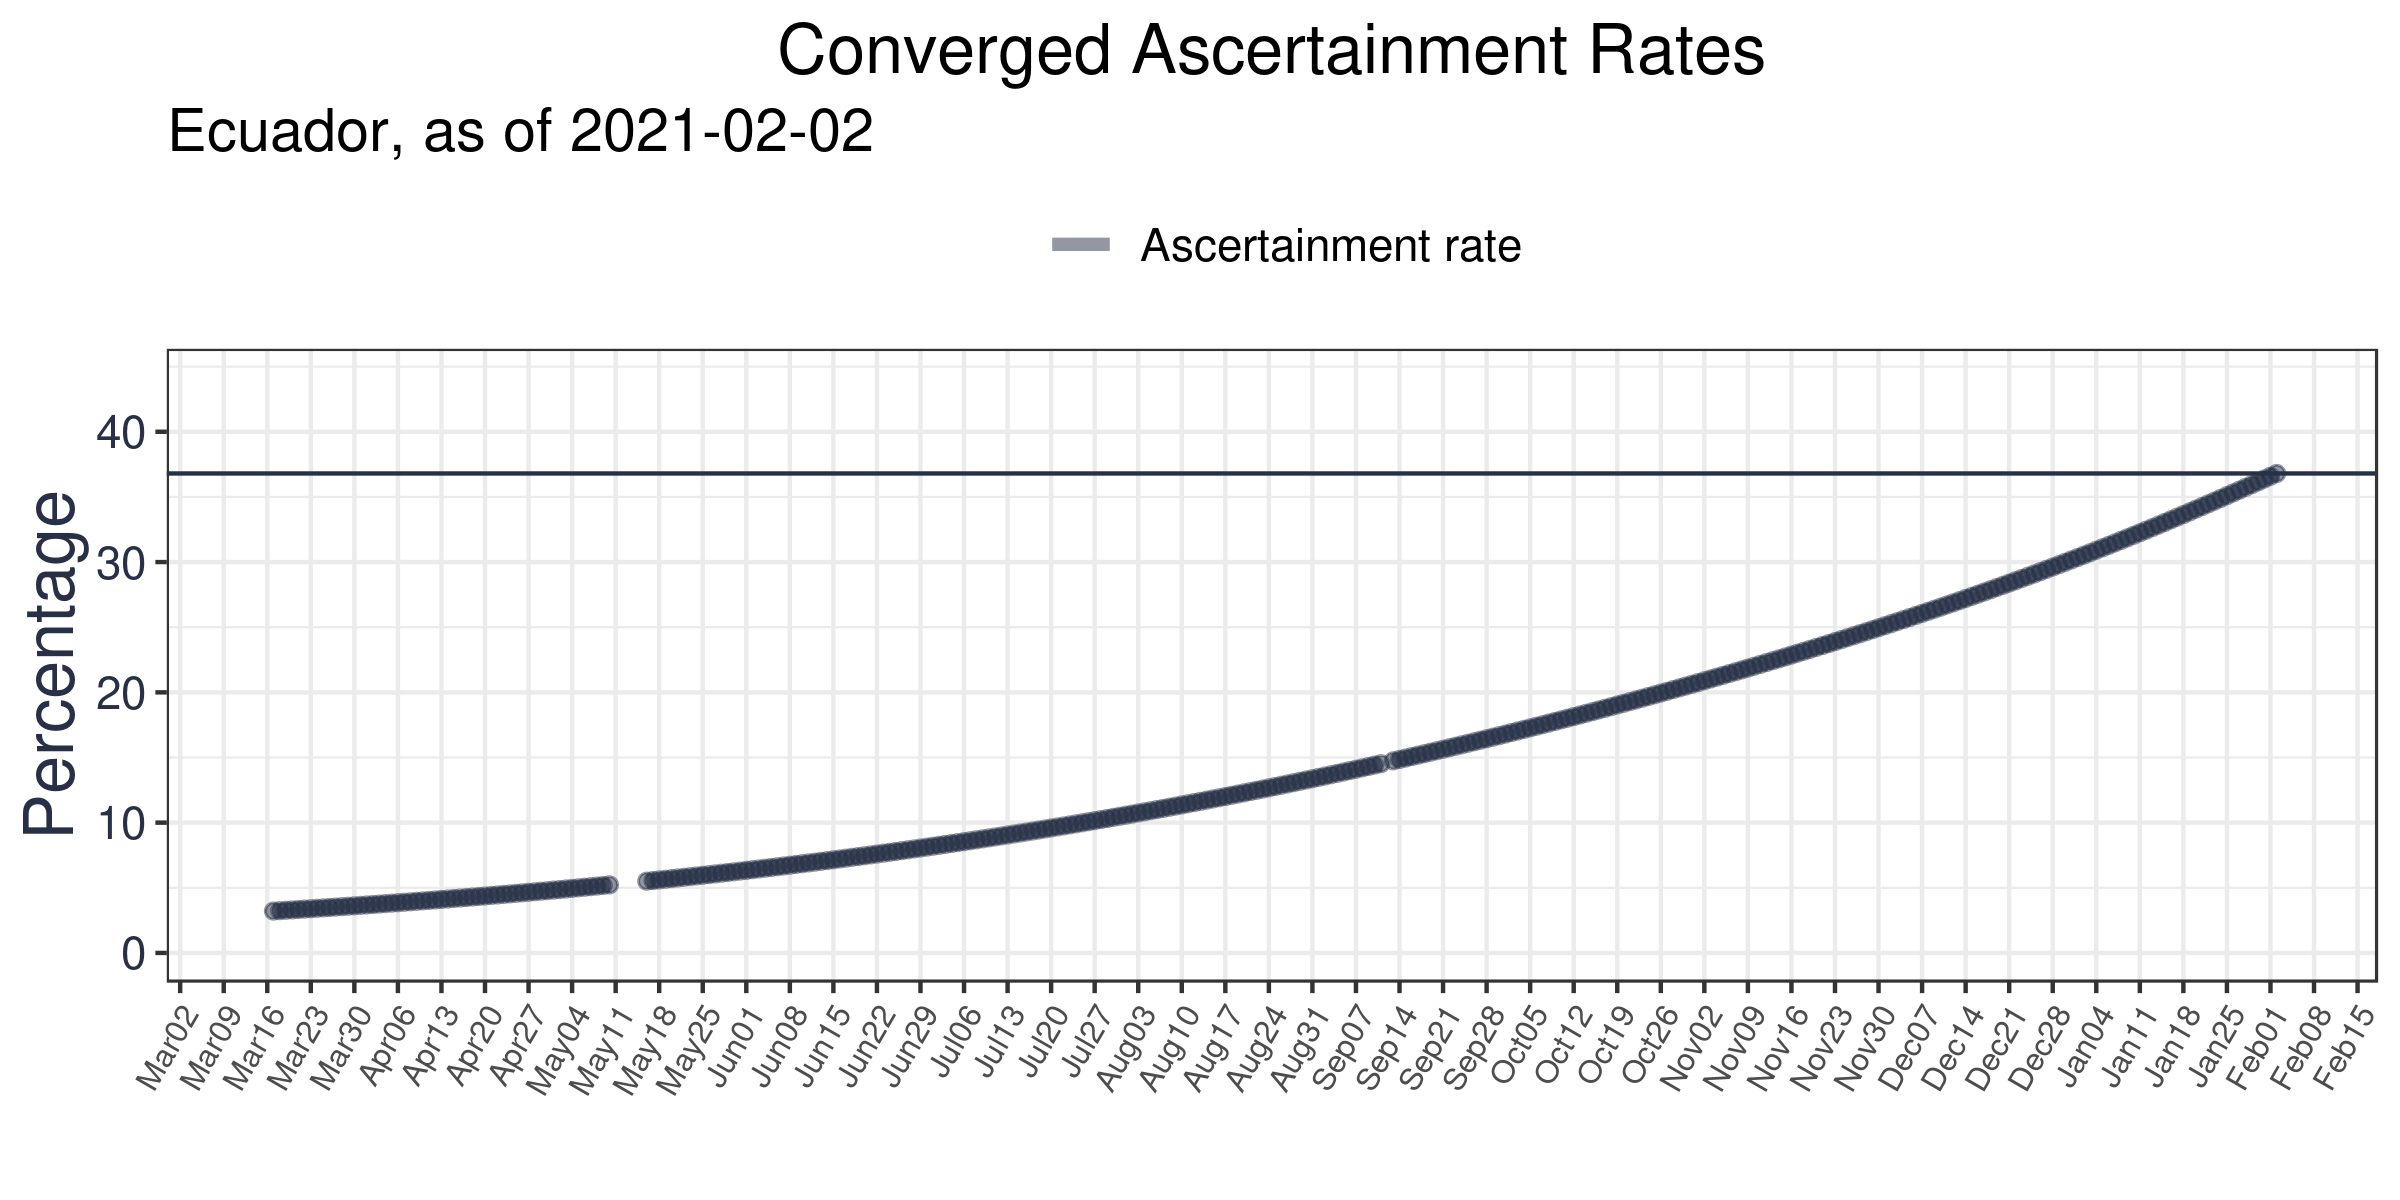 Converged Ascertainment Rates
Ecuador, as of 2021-02-02
Ascertainment rate
Percentage
40
30
20
10
0
Mar02 Mar09 Mar16 Mar23 Mar30 Apr06 Apr13 Apr20 Apr27 May04 May11 May18 May25 Jun01 Jun08 Jun15 Jun22 Jun29 Jul06 Jul13 Jul20 Jul27 Aug03 Aug10 Aug17 Aug24 Aug31 Sep07 Sep14 Sep21 Sep28 Oct05 Oct12 Oct19 Oct26 Nov02 Nov09 Nov16 Nov23 Nov30 Dec07 Dec14 Dec21 Dec28 Jan04 Jan11 Jan18 Jan25 Feb01 Feb08 Feb15